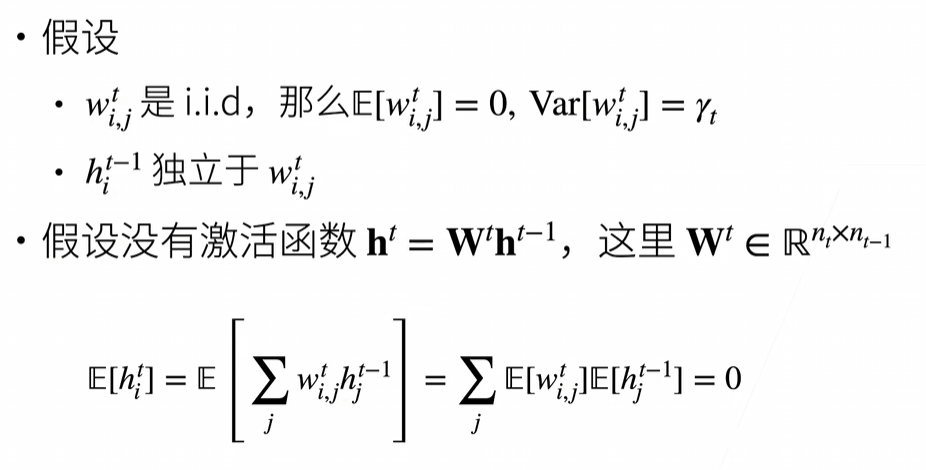 • 假设
• $w_{i,j}^t$ 是 i.i.d，那么$\mathbb{E}[w_{i,j}^t] = 0, \operatorname{Var}[w_{i,j}^t] = \gamma_t$
• $h_i^{t-1}$ 独立于 $w_{i,j}^t$
• 假设没有激活函数 $\mathbf{h}^t = \mathbf{W}^t\mathbf{h}^{t-1}$，这里 $\mathbf{W}^t \in \mathbb{R}^{n_t \times n_{t-1}}$
$\mathbb{E}[h_i^t] = \mathbb{E}\left[\sum_j w_{i,j}^t h_j^{t-1}\right] = \sum_j \mathbb{E}[w_{i,j}^t]\mathbb{E}[h_j^{t-1}] = 0$